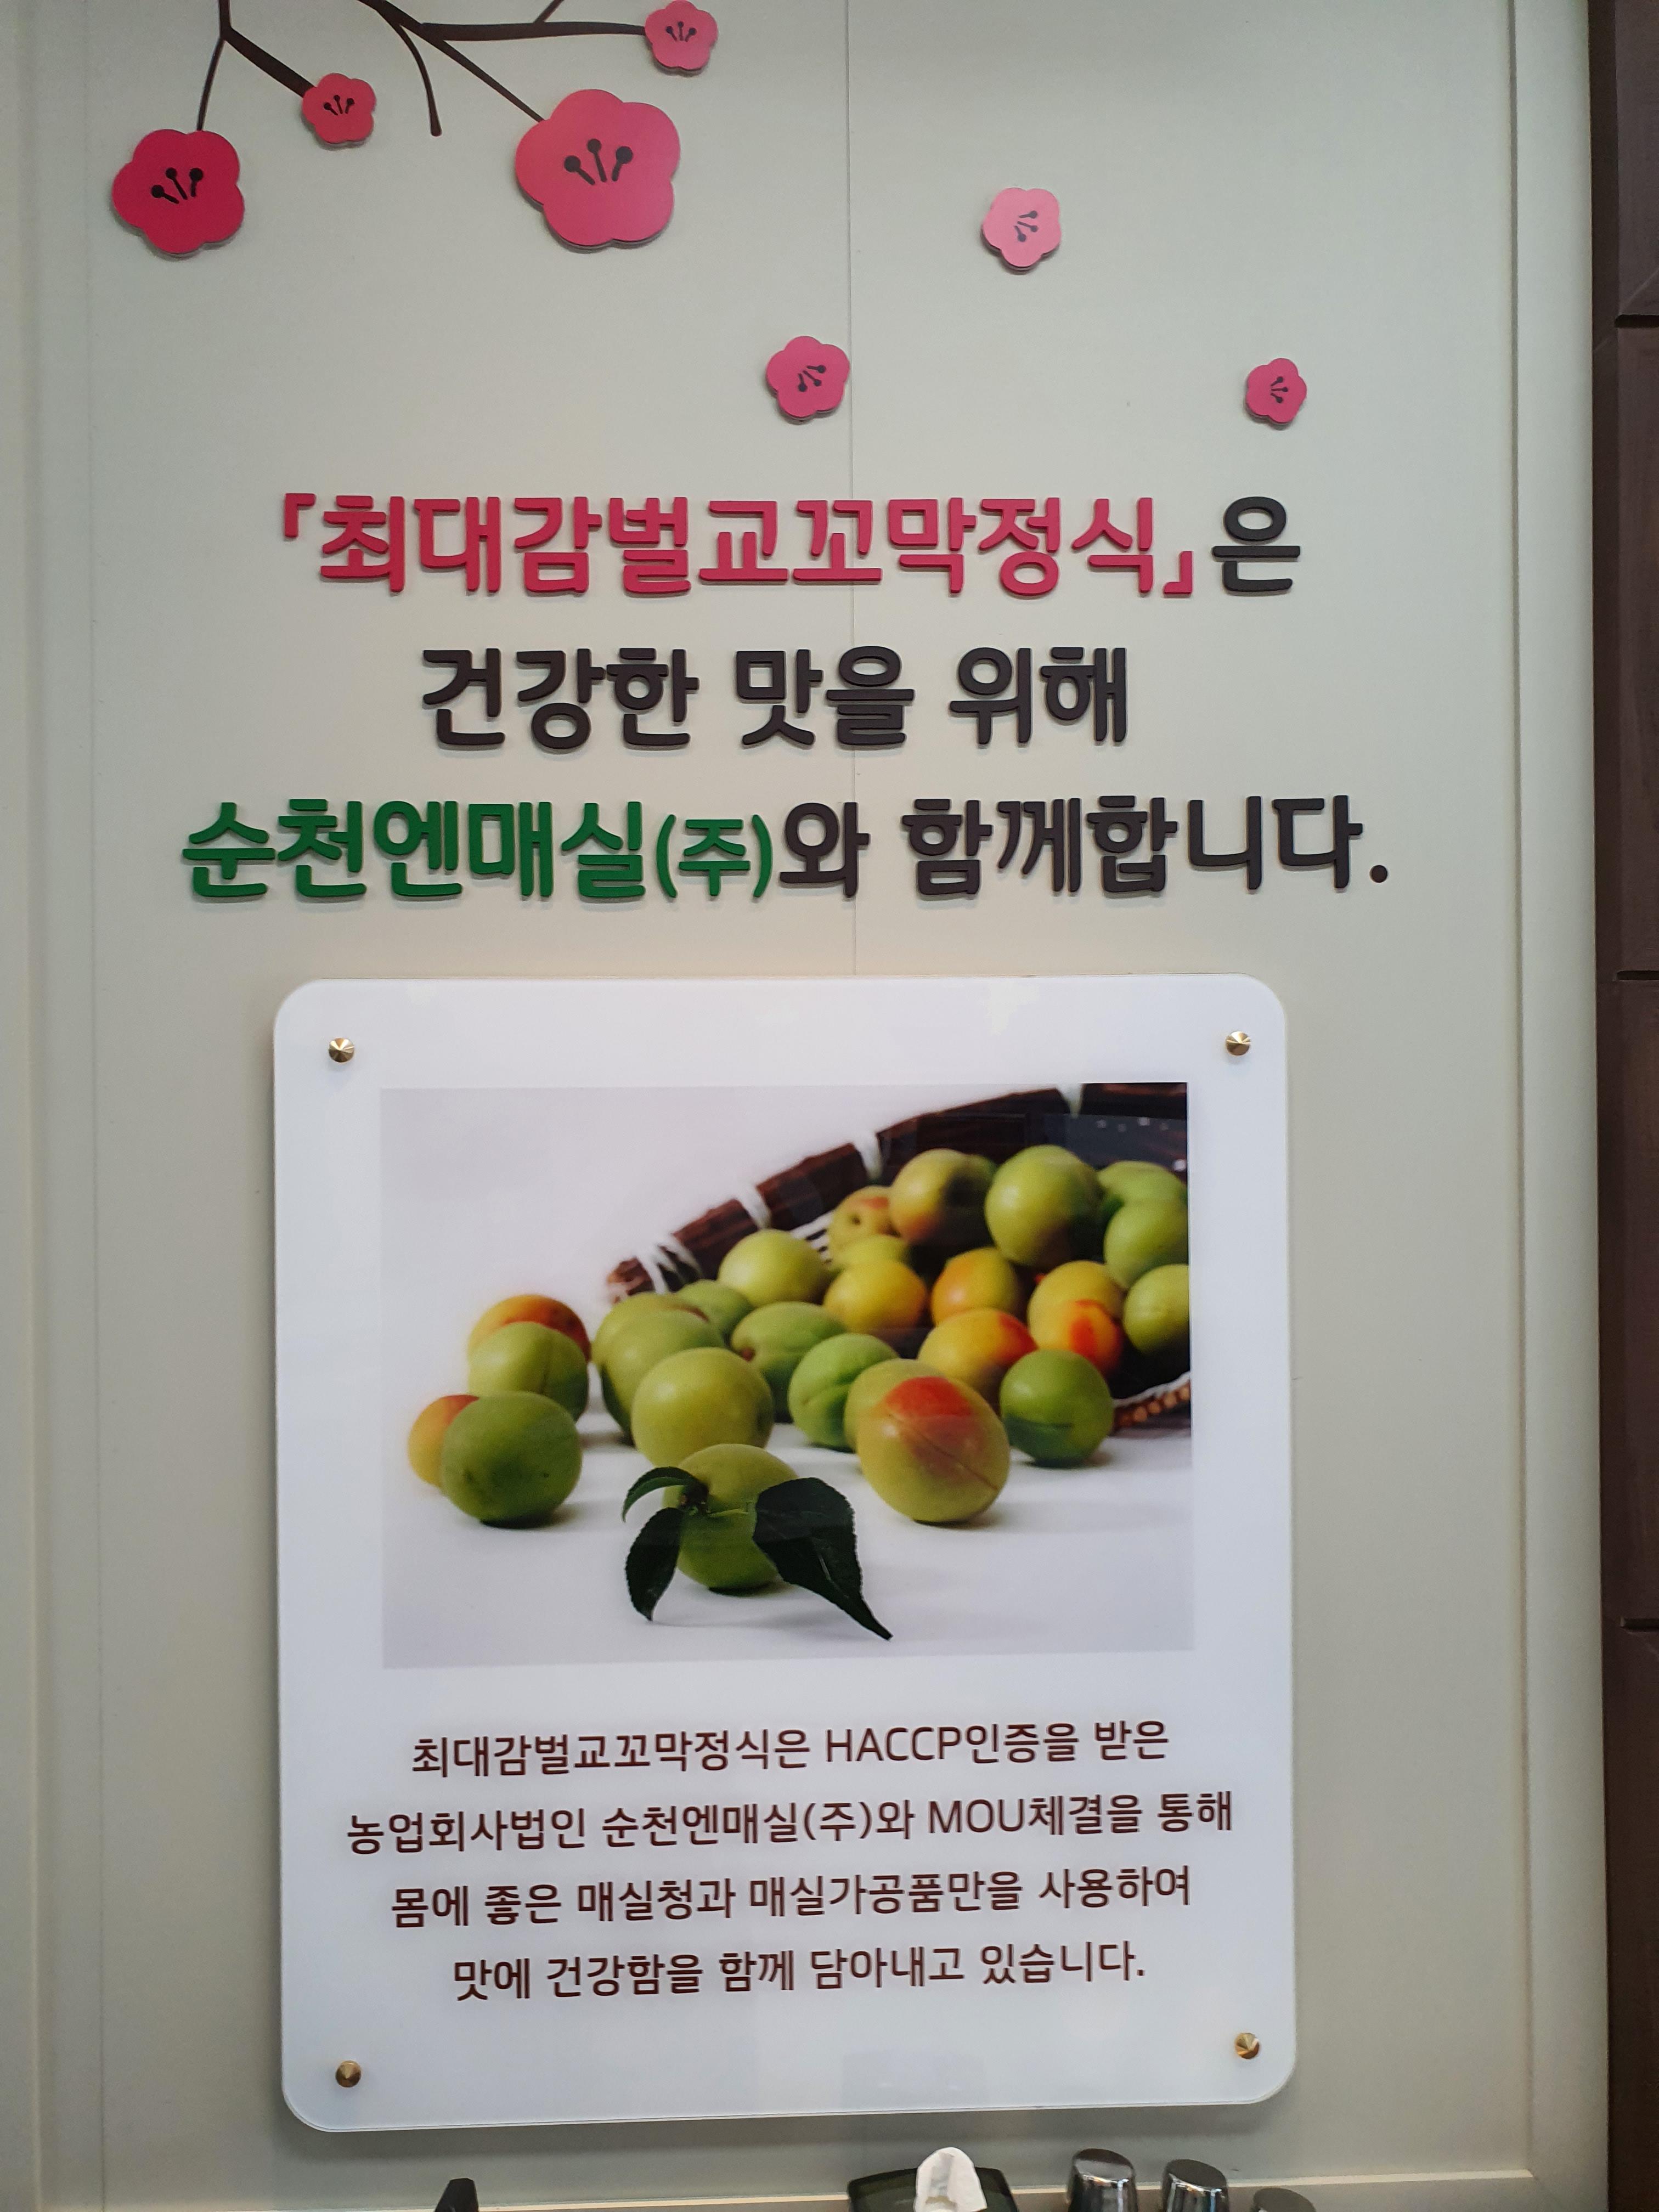 「최대감벌교꼬막정식」은
건강한 맛을 위해
순천엔매실(주)와 함께합니다.
최대감벌교꼬막정식은 HACCP인증을 받은
농업회사법인 순천엔매실(주)와 MOU체결을 통해
몸에 좋은 매실청과 매실가공품만을 사용하여
맛에 건강함을 함께 담아내고 있습니다.